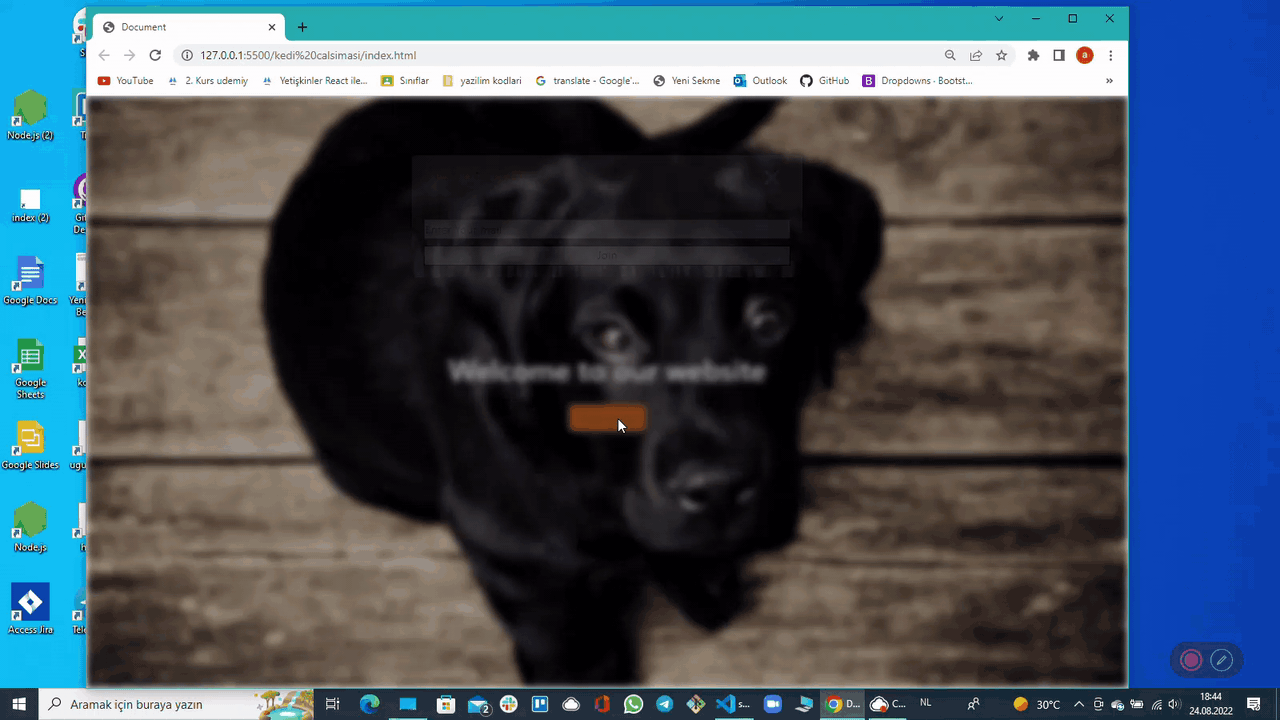 Document
127.0.0.1:5500/kedi%20calsimasi/index.html
YouTube
2. Kurs udemiy
Yetişkinler React ile...
Sınıflar
yazilim kodlari
translate - Google'...
Yeni Sekme
Outlook
GitHub
Dropdowns · Bootst...
»
Node.js (2)
index (2)
Google Docs
Google Sheets
Google Slides
Node.js
Access Jira
Join
Welcome to our website
Aramak için buraya yazın
2
D...
C...
NL
30°C
18:44
24.08.2022